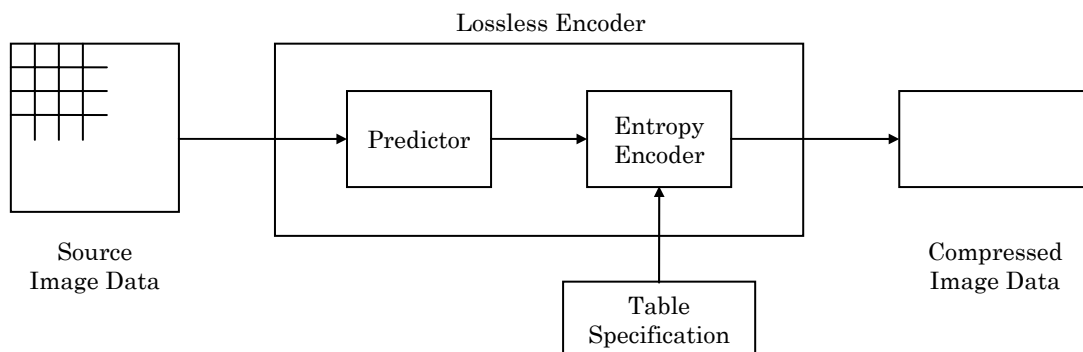 Lossless Encoder
Predictor
Entropy
Encoder
Source
Image Data
Compressed
Image Data
Table
Specification